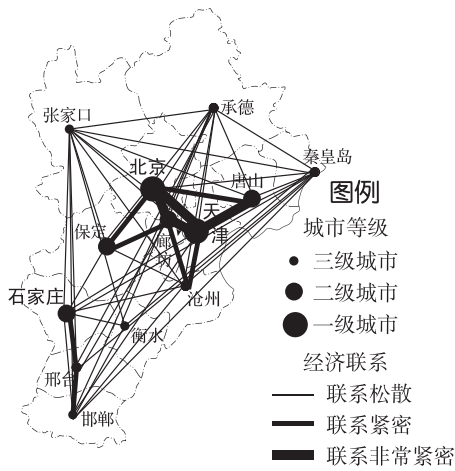 张家口
承德
秦皇岛
北京
唐山
天
津
廊
坊
保定
沧州
石家庄
衡水
邢台
邯郸
图例
城市等级
三级城市
二级城市
一级城市
经济联系
联系松散
联系紧密
联系非常紧密